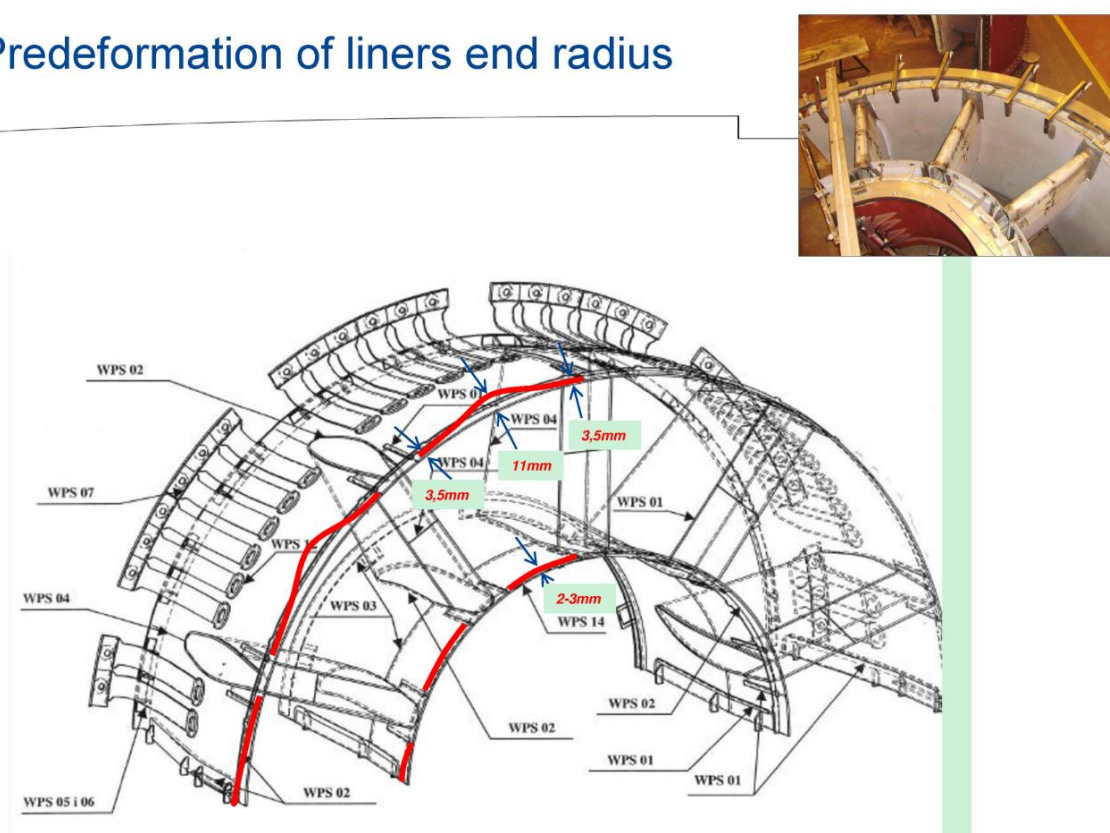 Predeformation of liners end radius
WPS 02
WPS 01
WPS 04
3,5mm
WPS 04
11mm
3,5mm
WPS 07
WPS 01
WPS 12
WPS 04
WPS 03
2-3mm
WPS 14
WPS 02
WPS 02
WPS 01
WPS 01
WPS 02
WPS 05 i 06